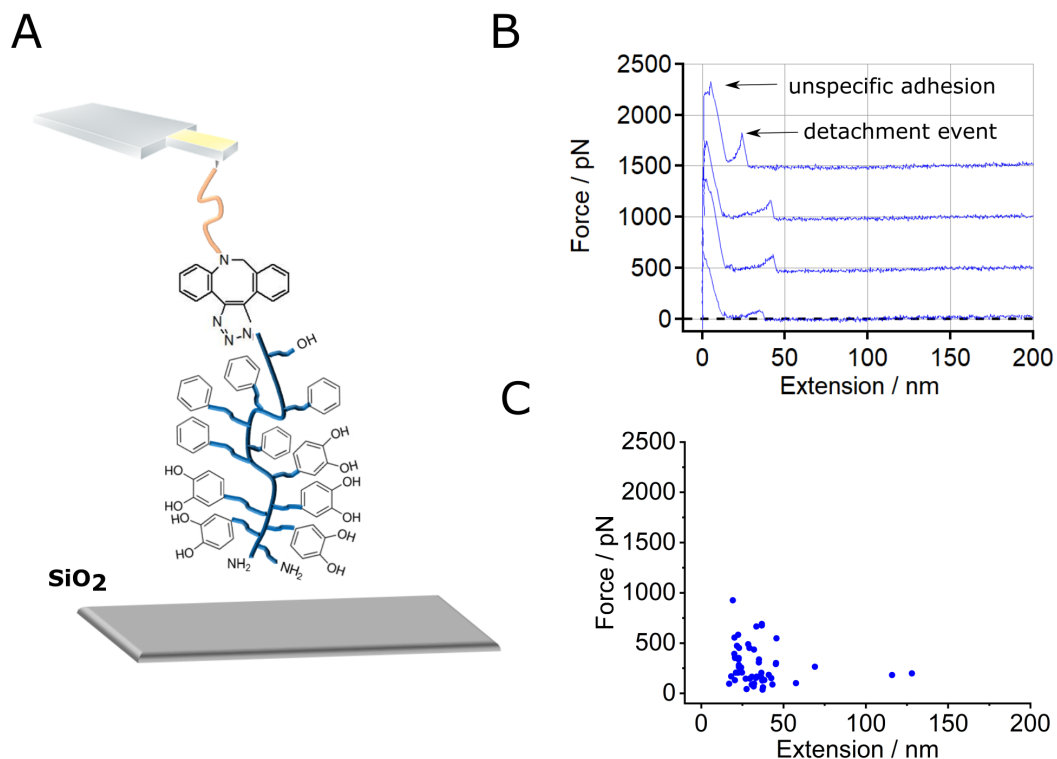 A
N
N
N
N
OH
OH
OH
HO
HO
OH
OH
HO
HO
OH
OH
NH2
NH2
SiO2
B
2500
2000
1500
1000
500
0
Force / pN
unspecific adhesion
detachment event
0 50 100 150 200
Extension / nm
C
2500
2000
1500
1000
500
0
Force / pN
0 50 100 150 200
Extension / nm